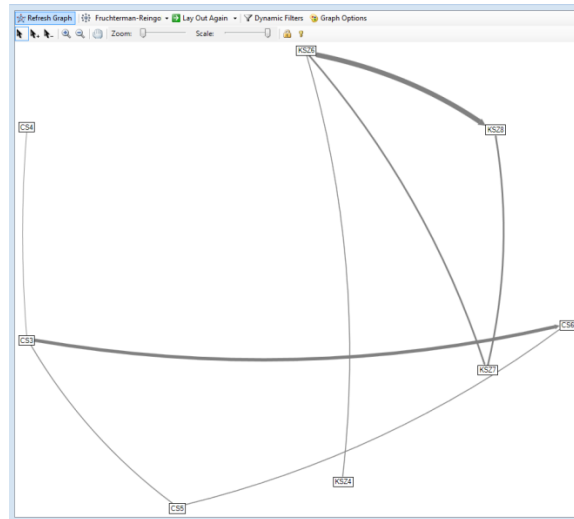 Refresh Graph Fruchterman-Reingo Lay Out Again Dynamic Filters Graph Options
Zoom: Scale:
KSZ6
CS4
KSZ8
CS6
CS3
KSZ7
KSZ4
CS5